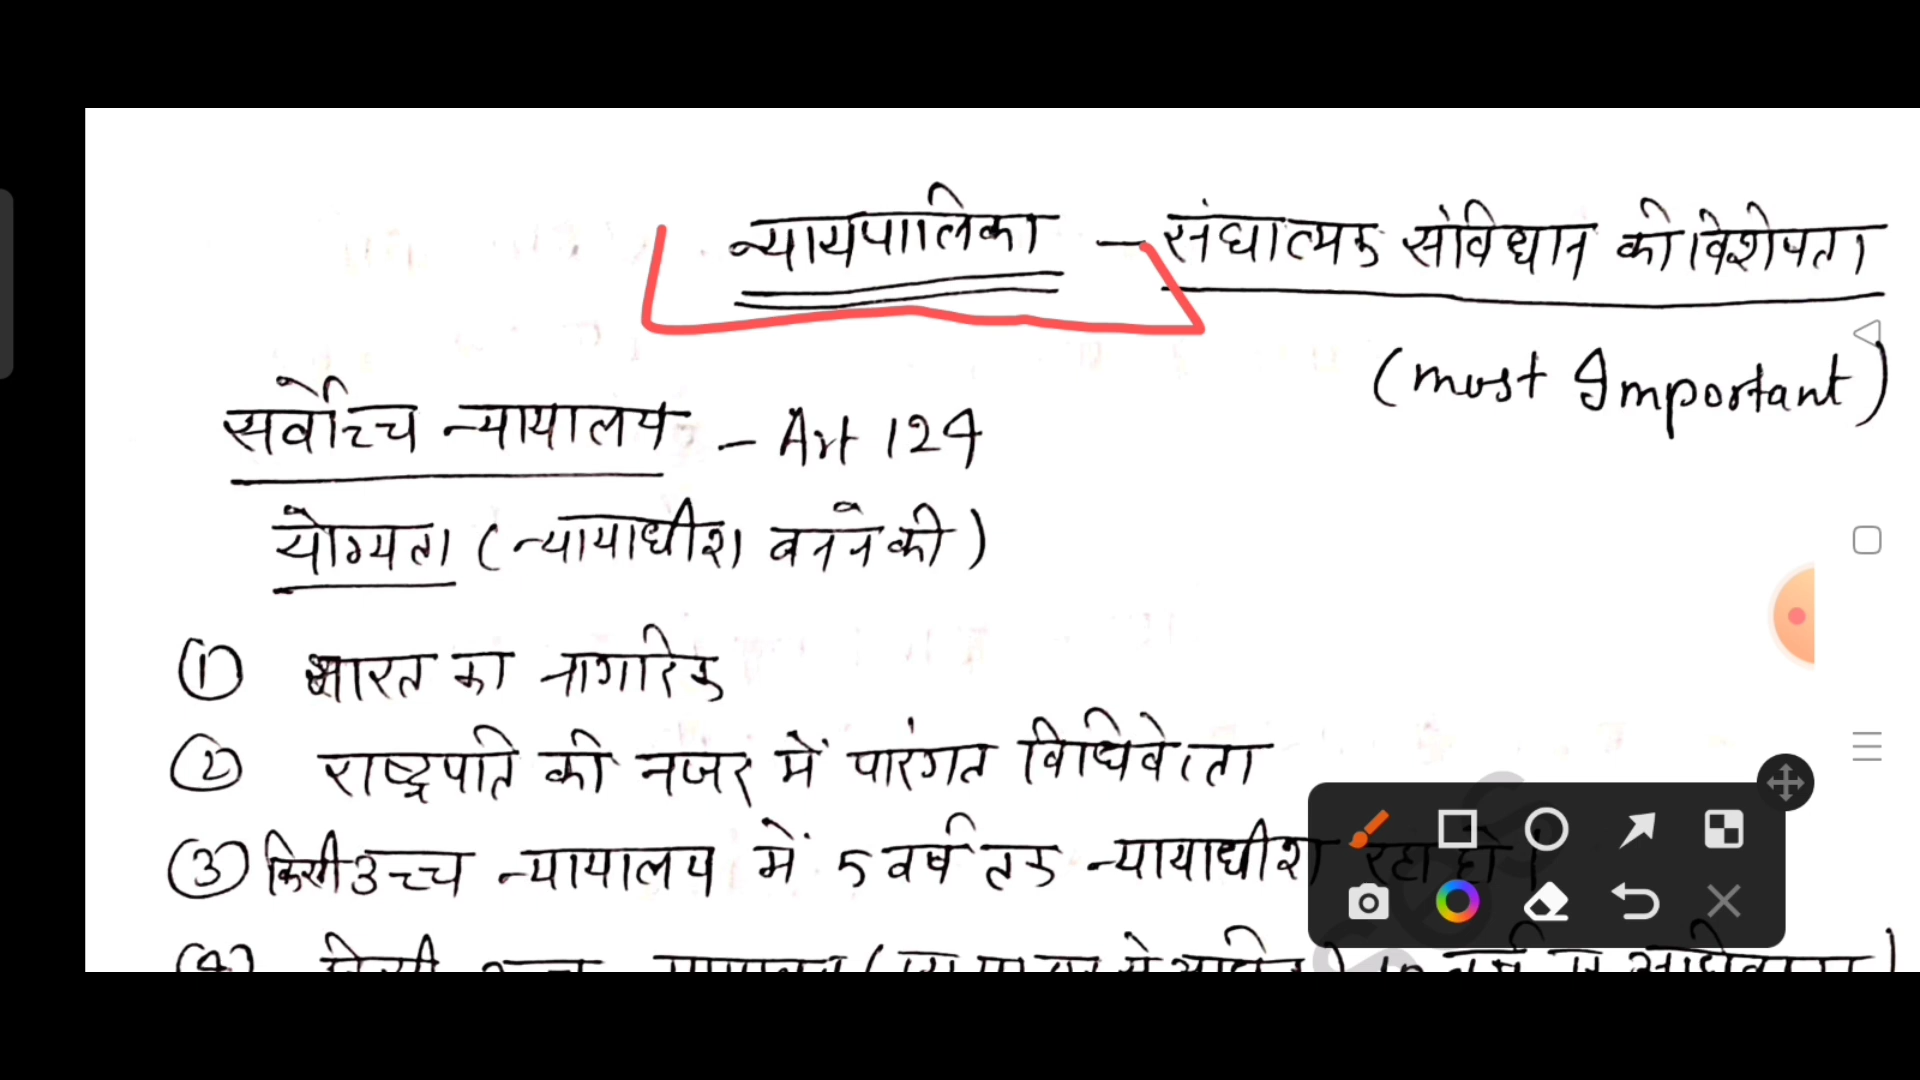 न्यायपालिका – संघात्मक संविधान की विशेषता
(most Important)
सर्वोच्च न्यायालय – Art 124
योग्यता (न्यायाधीश बनने की)
① भारत का नागरिक
② राष्ट्रपति की नजर में पारंगत विधिवेत्ता
③ किसी उच्च न्यायालय में 5 वर्ष तक न्यायाधीश रहा हो।